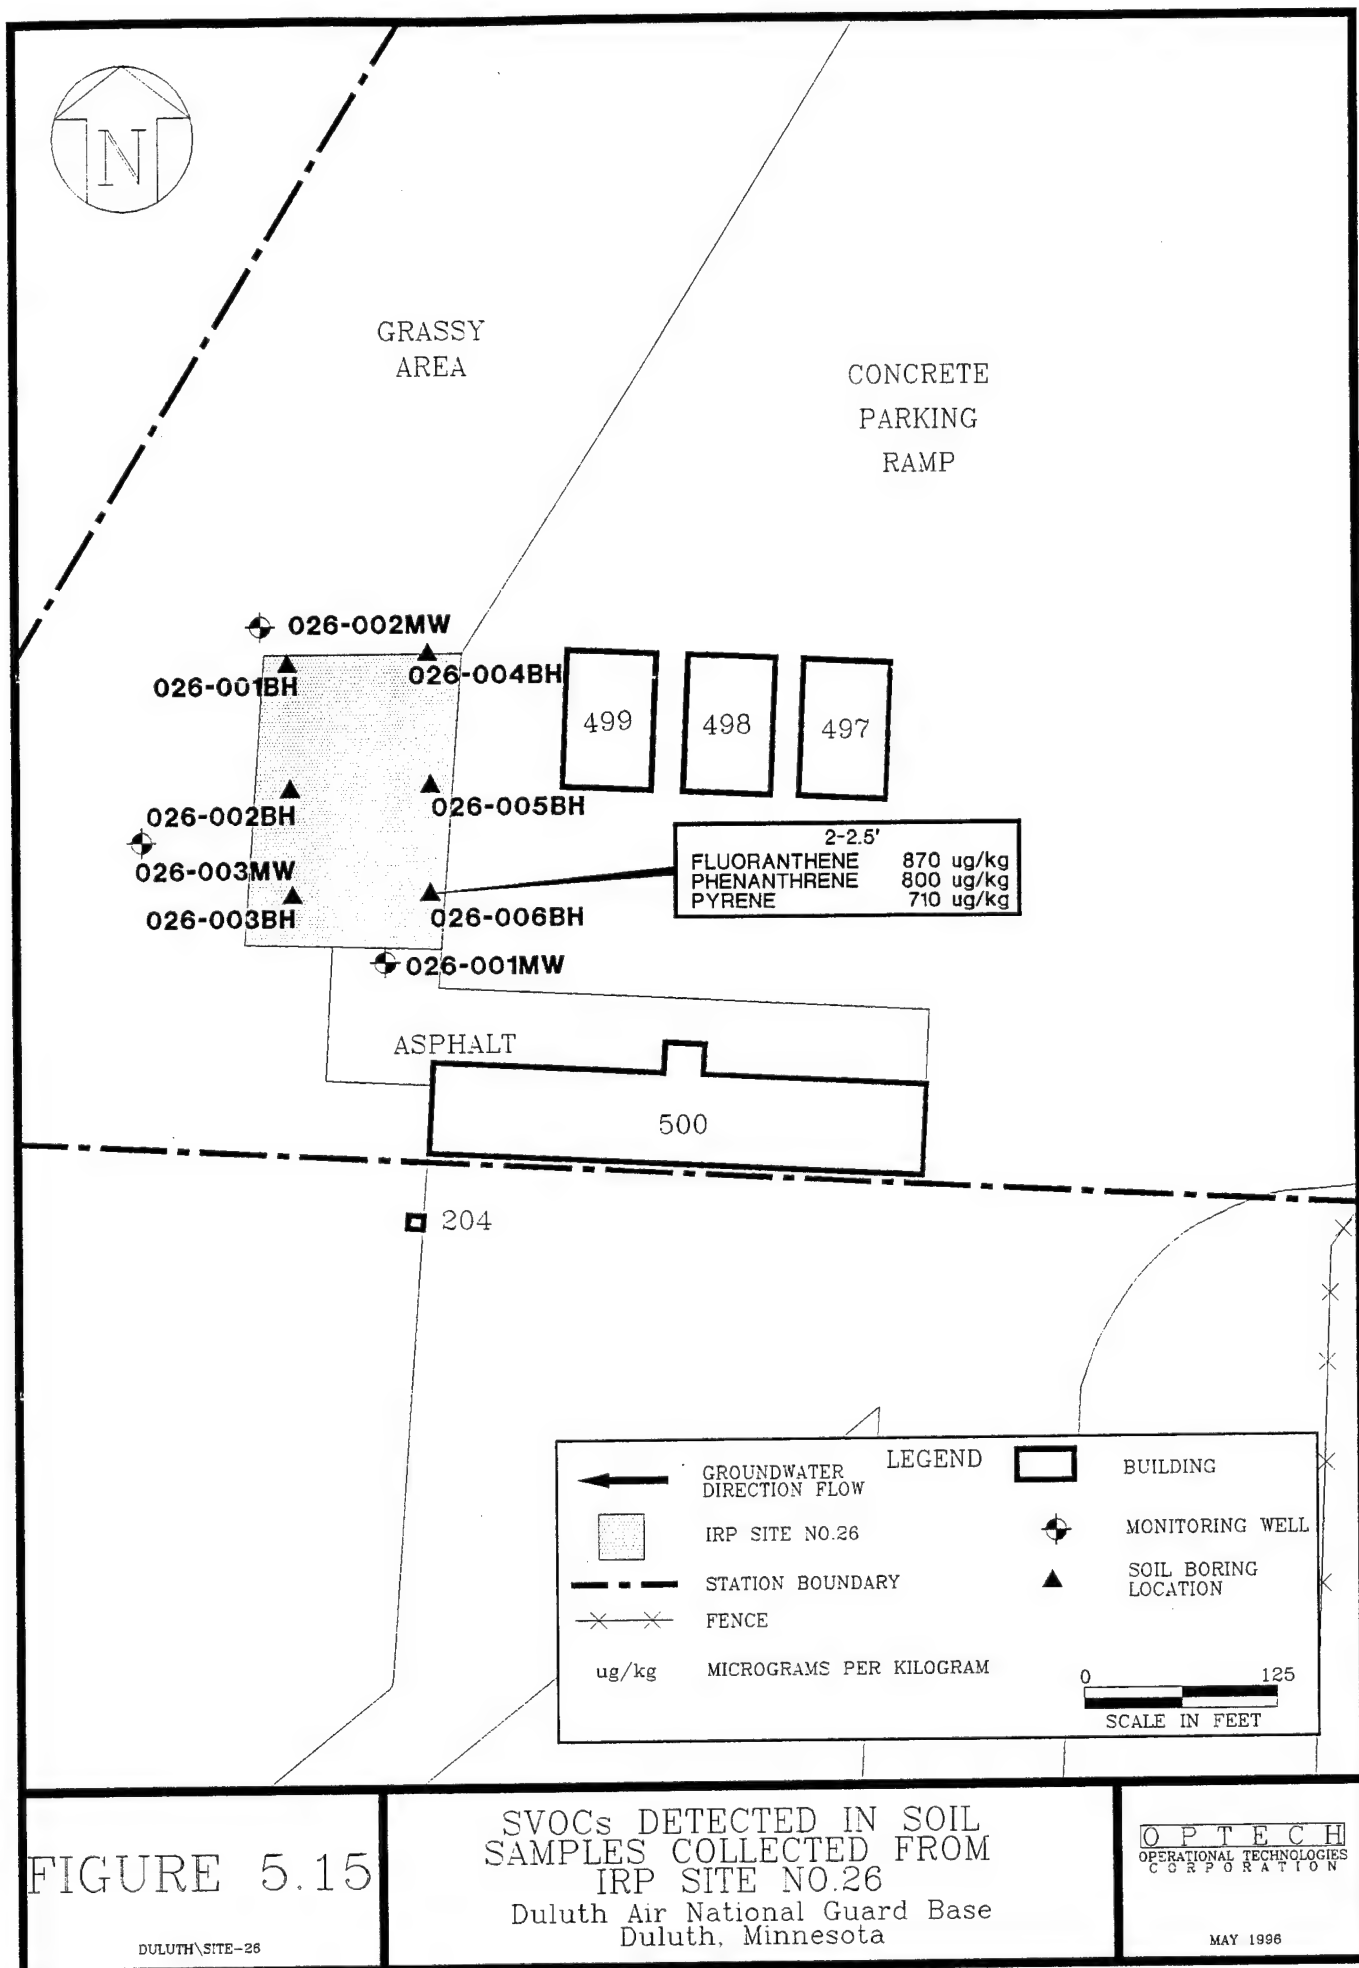 N
GRASSY
AREA
CONCRETE
PARKING
RAMP
026-002MW
026-001BH
026-004BH
499
498
497
026-002BH
026-005BH
2-2.5'
FLUORANTHENE 870 ug/kg
PHENANTHRENE 800 ug/kg
PYRENE 710 ug/kg
026-003MW
026-003BH
026-006BH
026-001MW
ASPHALT
500
204
LEGEND
GROUNDWATER
DIRECTION FLOW
BUILDING
IRP SITE NO.26
MONITORING WELL
STATION BOUNDARY
SOIL BORING
LOCATION
FENCE
ug/kg MICROGRAMS PER KILOGRAM
0 125
SCALE IN FEET
FIGURE 5.15
DULUTH\SITE-26
SVOCs DETECTED IN SOIL
SAMPLES COLLECTED FROM
IRP SITE NO.26
Duluth Air National Guard Base
Duluth, Minnesota
OPTECH
OPERATIONAL TECHNOLOGIES
CORPORATION
MAY 1996